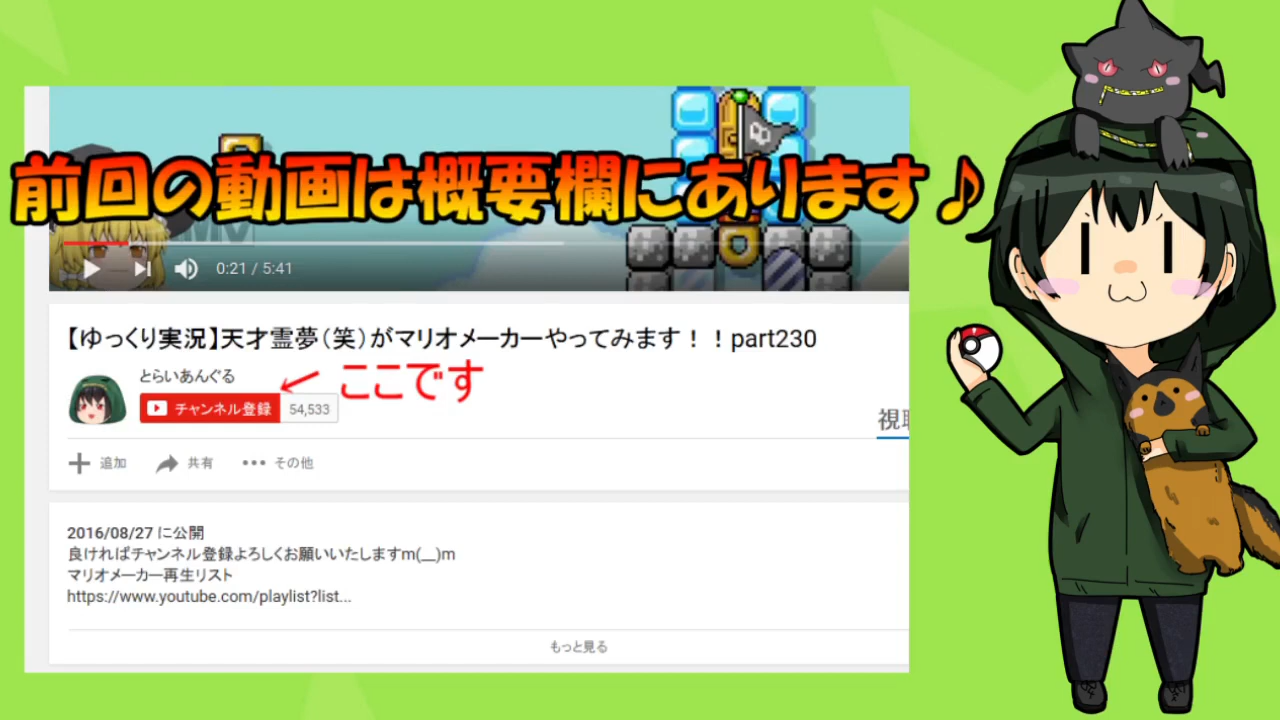 前回の動画は概要欄にあります♪
0:21 / 5:41
【ゆっくり実況】天才霊夢（笑）がマリオメーカーやってみます！！part230
とらいあんぐる
ここです
チャンネル登録 54,533
視聴
追加 共有 その他
2016/08/27 に公開
良ければチャンネル登録よろしくお願いいたしますm(__)m
マリオメーカー再生リスト
https://www.youtube.com/playlist?list...
もっと見る